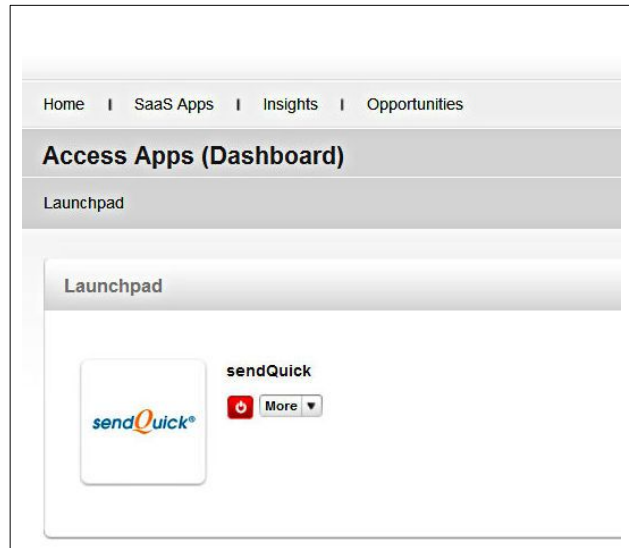 Home I SaaS Apps I Insights I Opportunities
Access Apps (Dashboard)
Launchpad
Launchpad
sendQuick
More ▼
sendQuick®